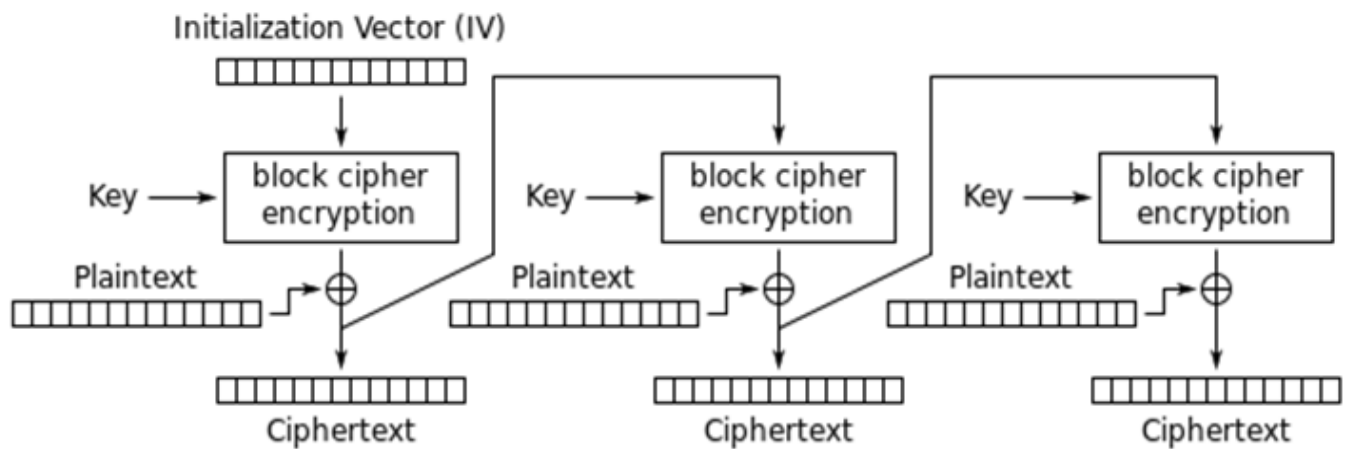 Initialization Vector (IV)
block cipher
encryption
Key
Plaintext
Ciphertext
block cipher
encryption
Key
Plaintext
Ciphertext
block cipher
encryption
Key
Plaintext
Ciphertext